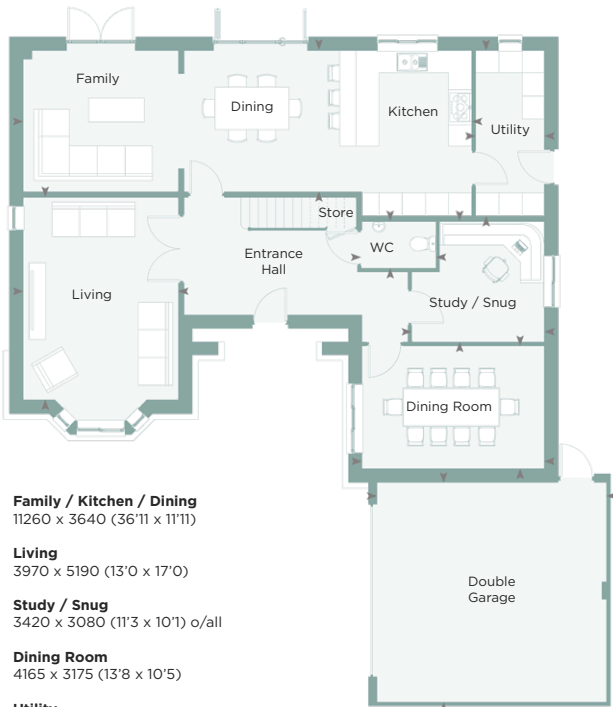 Family
Dining
Kitchen
Utility
Store
WC
Entrance
Hall
Living
Study / Snug
Dining Room
Double
Garage
Family / Kitchen / Dining
11260 x 3640 (36'11 x 11'11)
Living
3970 x 5190 (13'0 x 17'0)
Study / Snug
3420 x 3080 (11'3 x 10'1) o/all
Dining Room
4165 x 3175 (13'8 x 10'5)
Utility